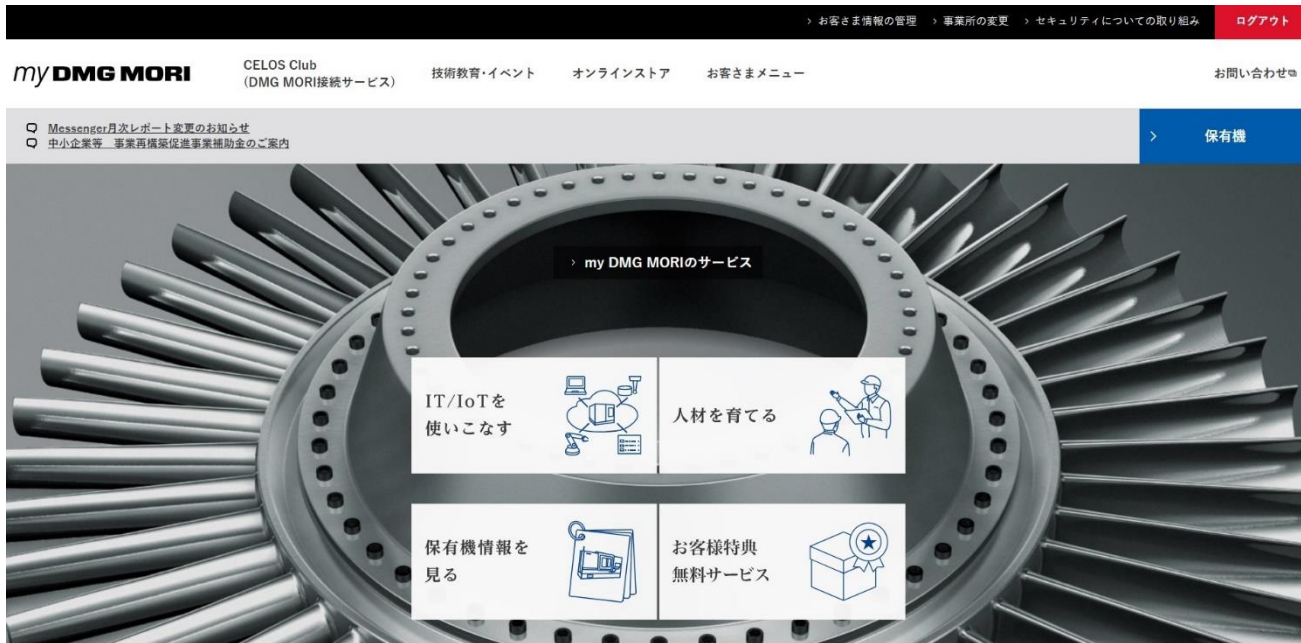 お客さま情報の管理 事業所の変更 セキュリティについての取り組み ログアウト
my DMG MORI
CELOS Club
(DMG MORI接続サービス)
技術教育・イベント オンラインストア お客さまメニュー お問い合わせ
Messenger月次レポート変更のお知らせ
中小企業等 事業再構築促進事業補助金のご案内
保有機
my DMG MORIのサービス
IT/IoTを
使いこなす
人材を育てる
保有機情報を
見る
お客様特典
無料サービス